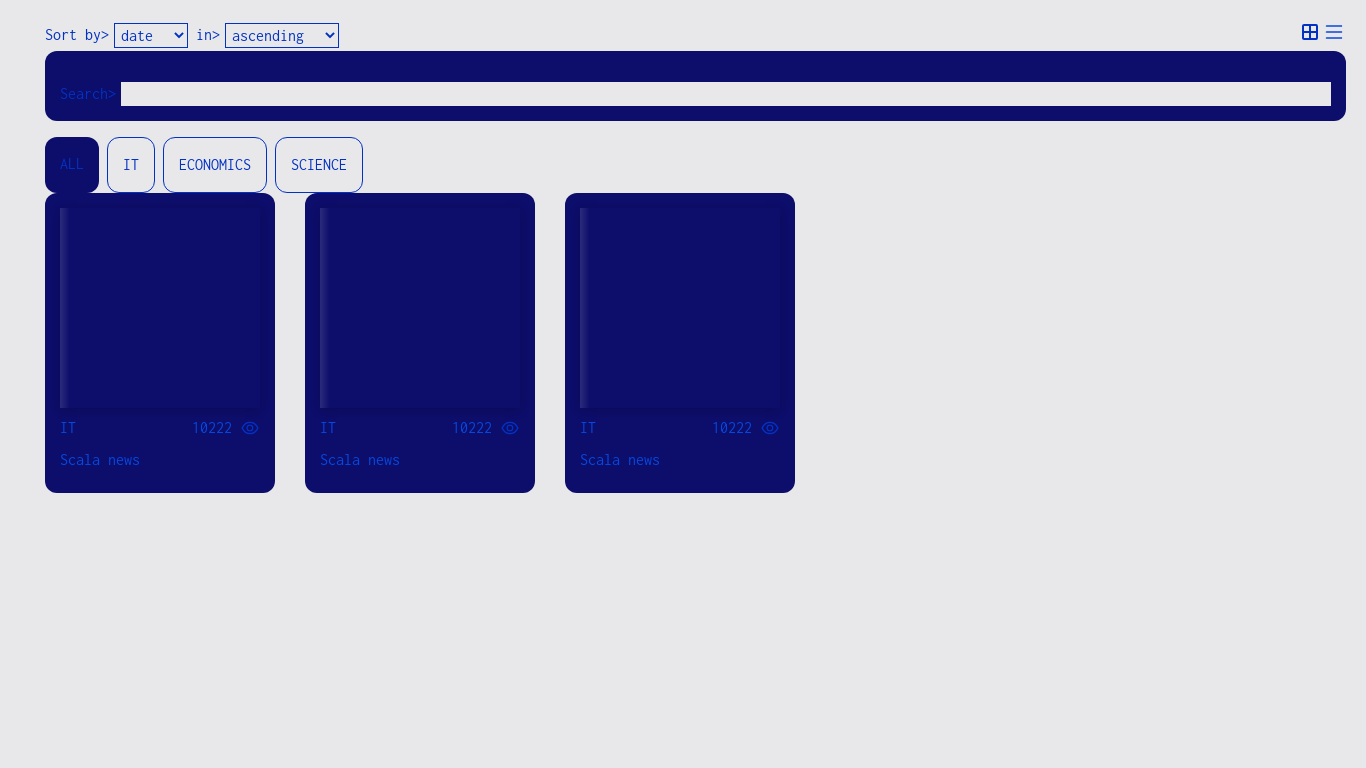 Sort by> date in> ascending
Search>
ALL IT ECONOMICS SCIENCE
IT 10222 IT 10222 IT 10222
Scala news Scala news Scala news